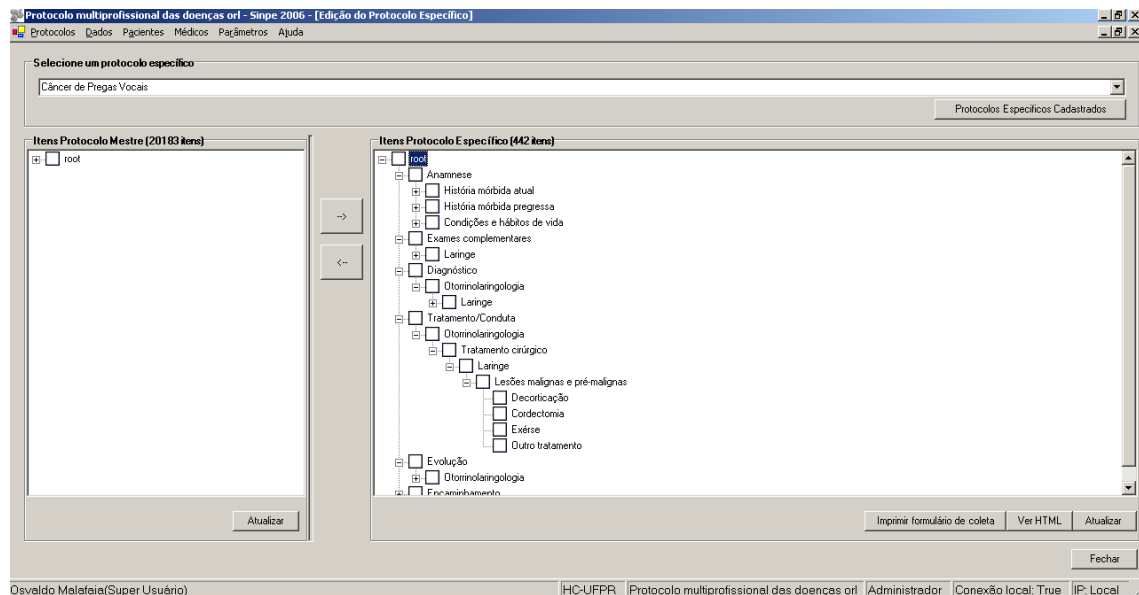 Protocolo multiprofissional das doenças orl - Sinpe 2006 - [Edição do Protocolo Específico]
Protocolos Dados Pacientes Médicos Parâmetros Ajuda
Selecione um protocolo específico
Câncer de Pregas Vocais
Protocolos Específicos Cadastrados
Itens Protocolo Mestre (20183 itens)
root
-->
<--
Atualizar
Itens Protocolo Específico (442 itens)
root
Anamnese
História mórbida atual
História mórbida pregressa
Condições e hábitos de vida
Exames complementares
Laringe
Diagnóstico
Otorrinolaringologia
Laringe
Tratamento/Conduta
Otorrinolaringologia
Tratamento cirúrgico
Laringe
Lesões malignas e pré-malignas
Decorticação
Cordectomia
Exérse
Outro tratamento
Evolução
Otorrinolaringologia
Encaminhamento
Imprimir formulário de coleta Ver HTML Atualizar
Fechar
Osvaldo Malafaia(Super Usuário) HC-UFPR Protocolo multiprofissional das doenças orl Administrador Conexão local: True IP: Local